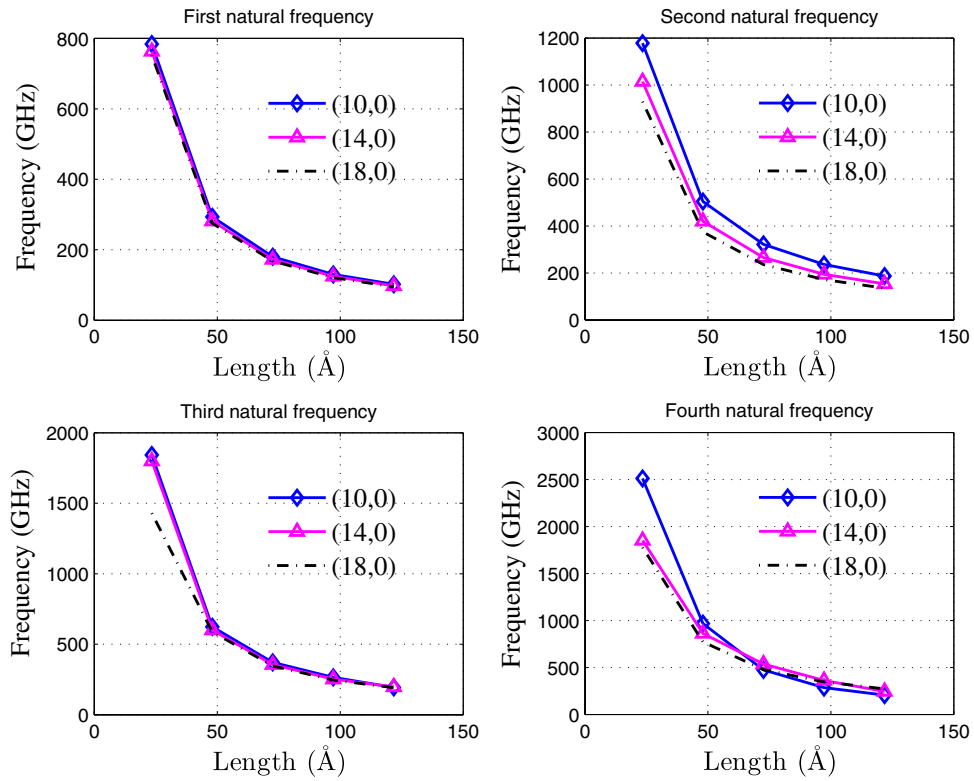 First natural frequency
800
600
400
200
0
0 50 100 150
Frequency (GHz)
Length (Å)
(10,0)
(14,0)
(18,0)
Second natural frequency
1200
1000
800
600
400
200
0
0 50 100 150
Frequency (GHz)
Length (Å)
(10,0)
(14,0)
(18,0)
Third natural frequency
2000
1500
1000
500
0
0 50 100 150
Frequency (GHz)
Length (Å)
(10,0)
(14,0)
(18,0)
Fourth natural frequency
3000
2500
2000
1500
1000
500
0
0 50 100 150
Frequency (GHz)
Length (Å)
(10,0)
(14,0)
(18,0)